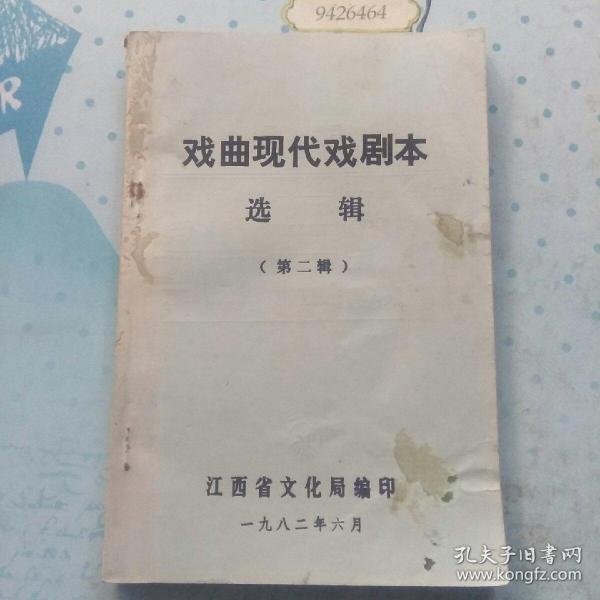 9426464
R
戏曲现代戏剧本
选辑
（第二辑）
江西省文化局编印
一九八二年六月
孔夫子旧书网
www.kongfz.com